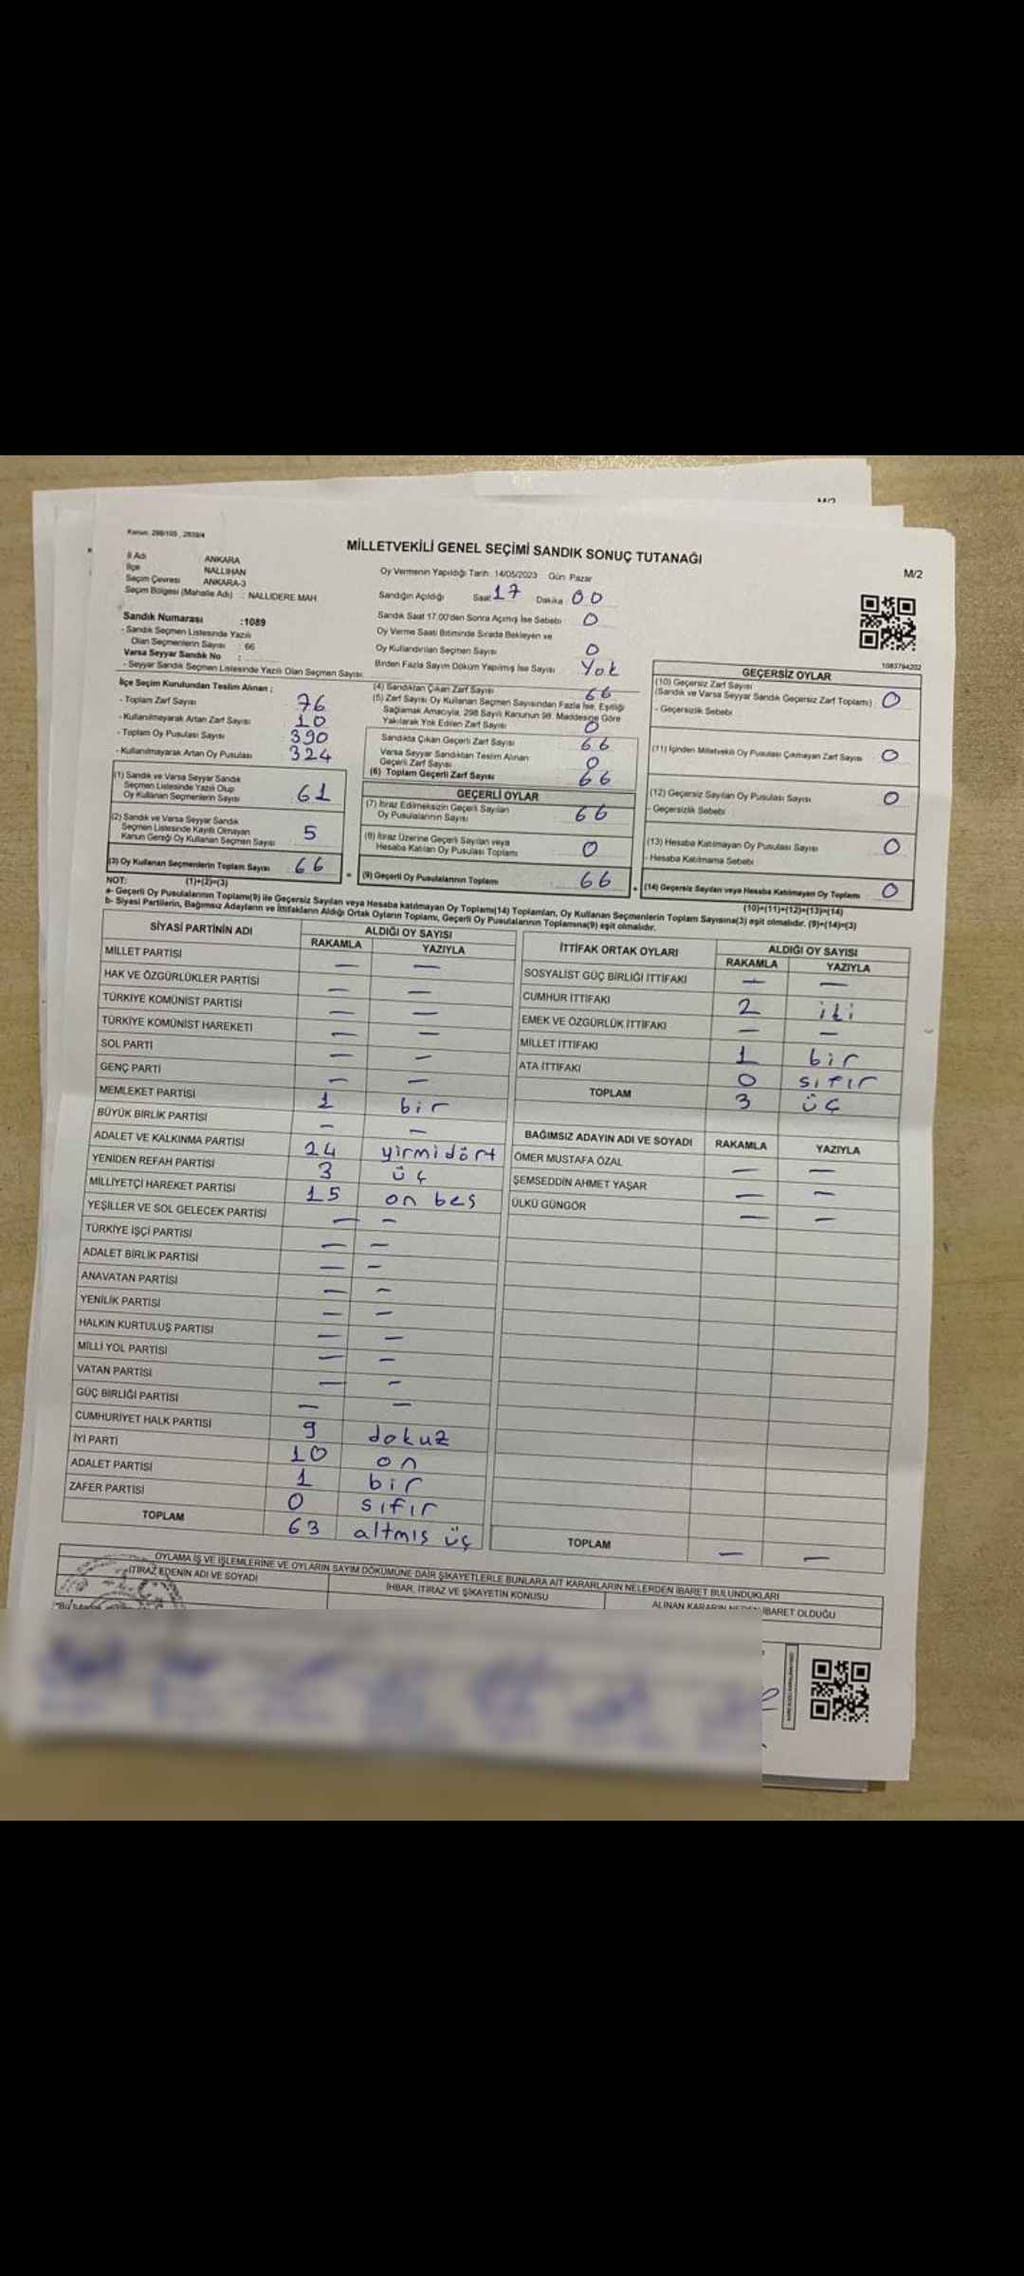 M/2
Kanun: 298/105 , 2839/4
MİLLETVEKİLİ GENEL SEÇİMİ SANDIK SONUÇ TUTANAĞI
M/2
İl Adı ANKARA
İlçe NALLIHAN
Seçim Çevresi ANKARA-3
Seçim Bölgesi (Mahalle Adı) : NALLIDERE MAH
Oy Vermenin Yapıldığı Tarih: 14/05/2023 Gün: Pazar
Sandığın Açıldığı Saat 17 Dakika 00
Sandık Saat 17.00'den Sonra Açımış İse Sebebi 0
Oy Verme Saati Bitiminde Sırada Bekleyen ve
Oy Kullandırılan Seçmen Sayısı 0
Birden Fazla Sayım Döküm Yapılmış İse Sayısı Yok
Sandık Numarası :1089
- Sandık Seçmen Listesinde Yazılı
Olan Seçmenlerin Sayısı : 66
Varsa Seyyar Sandık No :
- Seyyar Sandık Seçmen Listesinde Yazılı Olan Seçmen Sayısı
İlçe Seçim Kurulundan Teslim Alınan ;
- Toplam Zarf Sayısı 76
- Kullanılmayarak Artan Zarf Sayısı 10
- Toplam Oy Pusulası Sayısı 390
- Kullanılmayarak Artan Oy Pusulası 324
(1) Sandık ve Varsa Seyyar Sandık
Seçmen Listesinde Yazılı Olup
Oy Kullanan Seçmenlerin Sayısı 61
(2) Sandık ve Varsa Seyyar Sandık
Seçmen Listesinde Kayıtlı Olmayan
Kanun Gereği Oy Kullanan Seçmen Sayısı 5
(3) Oy Kullanan Seçmenlerin Toplam Sayısı 66
(1)+(2)=(3)
(4) Sandıktan Çıkan Zarf Sayısı 66
(5) Zarf Sayısı Oy Kullanan Seçmen Sayısından Fazla İse, Eşitliği
Sağlamak Amacıyla, 298 Sayılı Kanunun 98. Maddesine Göre
Yakılarak Yok Edilen Zarf Sayısı 0
Sandıkta Çıkan Geçerli Zarf Sayısı 66
Varsa Seyyar Sandıktan Teslim Alınan
Geçerli Zarf Sayısı 0
(6) Toplam Geçerli Zarf Sayısı 66
GEÇERLİ OYLAR
(7) İtiraz Edilmeksizin Geçerli Sayılan
Oy Pusulalarının Sayısı 66
(8) İtiraz Üzerine Geçerli Sayılan veya
Hesaba Katılan Oy Pusulası Toplamı 0
(9) Geçerli Oy Pusulalarının Toplamı 66
1083794202
GEÇERSİZ OYLAR
(10) Geçersiz Zarf Sayısı
(Sandık ve Varsa Seyyar Sandık Geçersiz Zarf Toplamı) 0
- Geçersizlik Sebebi
(11) İçinden Milletvekili Oy Pusulası Çıkmayan Zarf Sayısı 0
(12) Geçersiz Sayılan Oy Pusulası Sayısı 0
- Geçersizlik Sebebi
(13) Hesaba Katılmayan Oy Pusulası Sayısı 0
- Hesaba Katılmama Sebebi
(14) Geçersiz Sayılan veya Hesaba Katılmayan Oy Toplamı 0
(10)+(11)+(12)+(13)=(14)
NOT:
a- Geçerli Oy Pusulalarının Toplamı(9) ile Geçersiz Sayılan veya Hesaba katılmayan Oy Toplamı(14) Toplamları, Oy Kullanan Seçmenlerin Toplam Sayısına(3) eşit olmalıdır. (9)+(14)=(3)
b- Siyasi Partilerin, Bağımsız Adayların ve İttifakların Aldığı Ortak Oyların Toplamı, Geçerli Oy Pusulalarının Toplamına(9) eşit olmalıdır.
SİYASİ PARTİNİN ADI ALDIĞI OY SAYISI
RAKAMLA YAZIYLA
MİLLET PARTİSİ — —
HAK VE ÖZGÜRLÜKLER PARTİSİ — —
TÜRKİYE KOMÜNİST PARTİSİ — —
TÜRKİYE KOMÜNİST HAREKETİ — —
SOL PARTİ — —
GENÇ PARTİ — —
MEMLEKET PARTİSİ 1 bir
BÜYÜK BİRLİK PARTİSİ — —
ADALET VE KALKINMA PARTİSİ 24 yirmidört
YENİDEN REFAH PARTİSİ 3 üç
MİLLİYETÇİ HAREKET PARTİSİ 15 on beş
YEŞİLLER VE SOL GELECEK PARTİSİ — —
TÜRKİYE İŞÇİ PARTİSİ — —
ADALET BİRLİK PARTİSİ — —
ANAVATAN PARTİSİ — —
YENİLİK PARTİSİ — —
HALKIN KURTULUŞ PARTİSİ — —
MİLLİ YOL PARTİSİ — —
VATAN PARTİSİ — —
GÜÇ BİRLİĞİ PARTİSİ — —
CUMHURİYET HALK PARTİSİ 9 dokuz
İYİ PARTİ 10 on
ADALET PARTİSİ 1 bir
ZAFER PARTİSİ 0 sıfır
TOPLAM 63 altmış üç
İTTİFAK ORTAK OYLARI ALDIĞI OY SAYISI
RAKAMLA YAZIYLA
SOSYALİST GÜÇ BİRLİĞİ İTTİFAKI — —
CUMHUR İTTİFAKI 2 iki
EMEK VE ÖZGÜRLÜK İTTİFAKI — —
MİLLET İTTİFAKI 1 bir
ATA İTTİFAKI 0 sıfır
TOPLAM 3 üç
BAĞIMSIZ ADAYIN ADI VE SOYADI RAKAMLA YAZIYLA
ÖMER MUSTAFA ÖZAL — —
ŞEMSEDDİN AHMET YAŞAR — —
ÜLKÜ GÜNGÖR — —
TOPLAM — —
OYLAMA İŞ VE İŞLEMLERİNE VE OYLARIN SAYIM DÖKÜMÜNE DAİR ŞİKAYETLERLE BUNLARA AİT KARARLARIN NELERDEN İBARET BULUNDUKLARI
İTİRAZ EDENİN ADI VE SOYADI İHBAR, İTİRAZ VE ŞİKAYETİN KONUSU ALINAN KARARIN NEDEN İBARET OLDUĞU